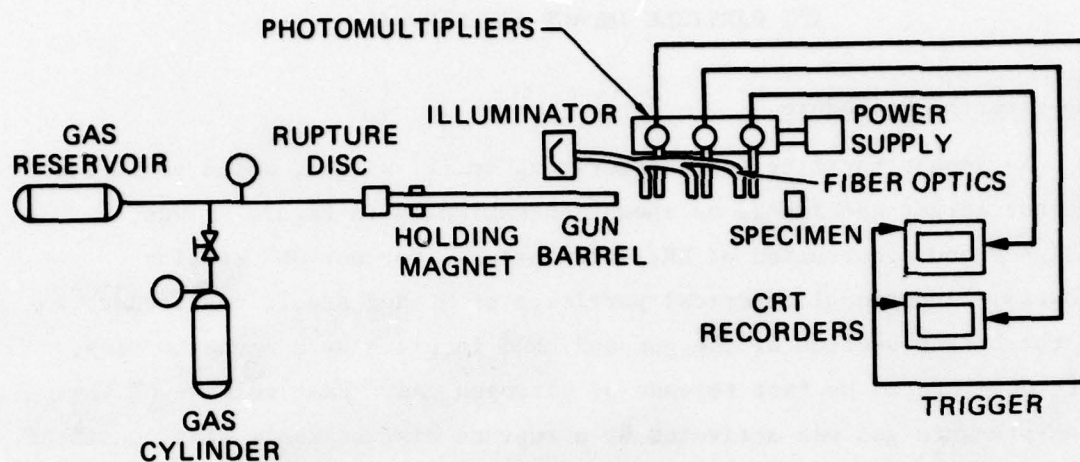 PHOTOMULTIPLIERS
ILLUMINATOR
POWER
SUPPLY
GAS
RESERVOIR
RUPTURE
DISC
FIBER OPTICS
HOLDING
MAGNET
GUN
BARREL
SPECIMEN
CRT
RECORDERS
TRIGGER
GAS
CYLINDER